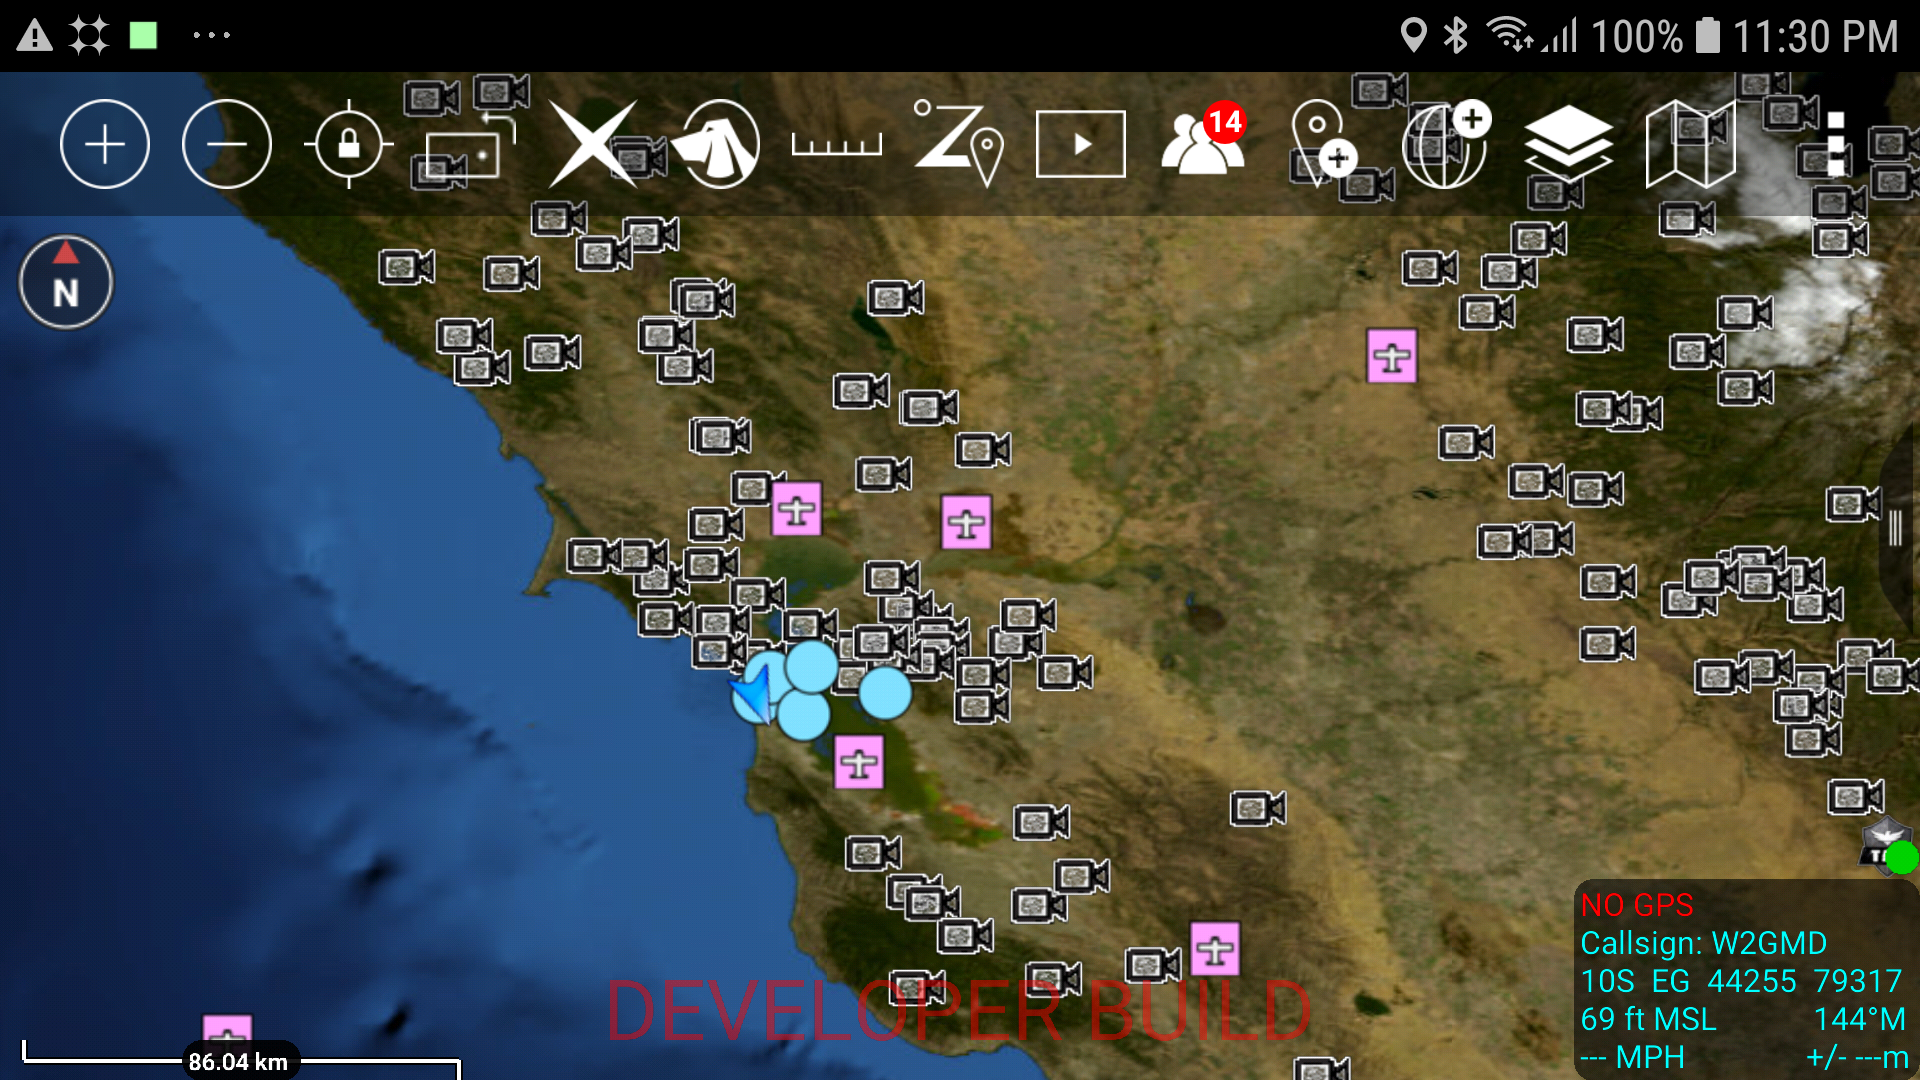 100% 11:30 PM
14
N
NO GPS
Callsign: W2GMD
10S EG 44255 79317
69 ft MSL 144°M
--- MPH +/- ---m
DEVELOPER BUILD
86.04 km